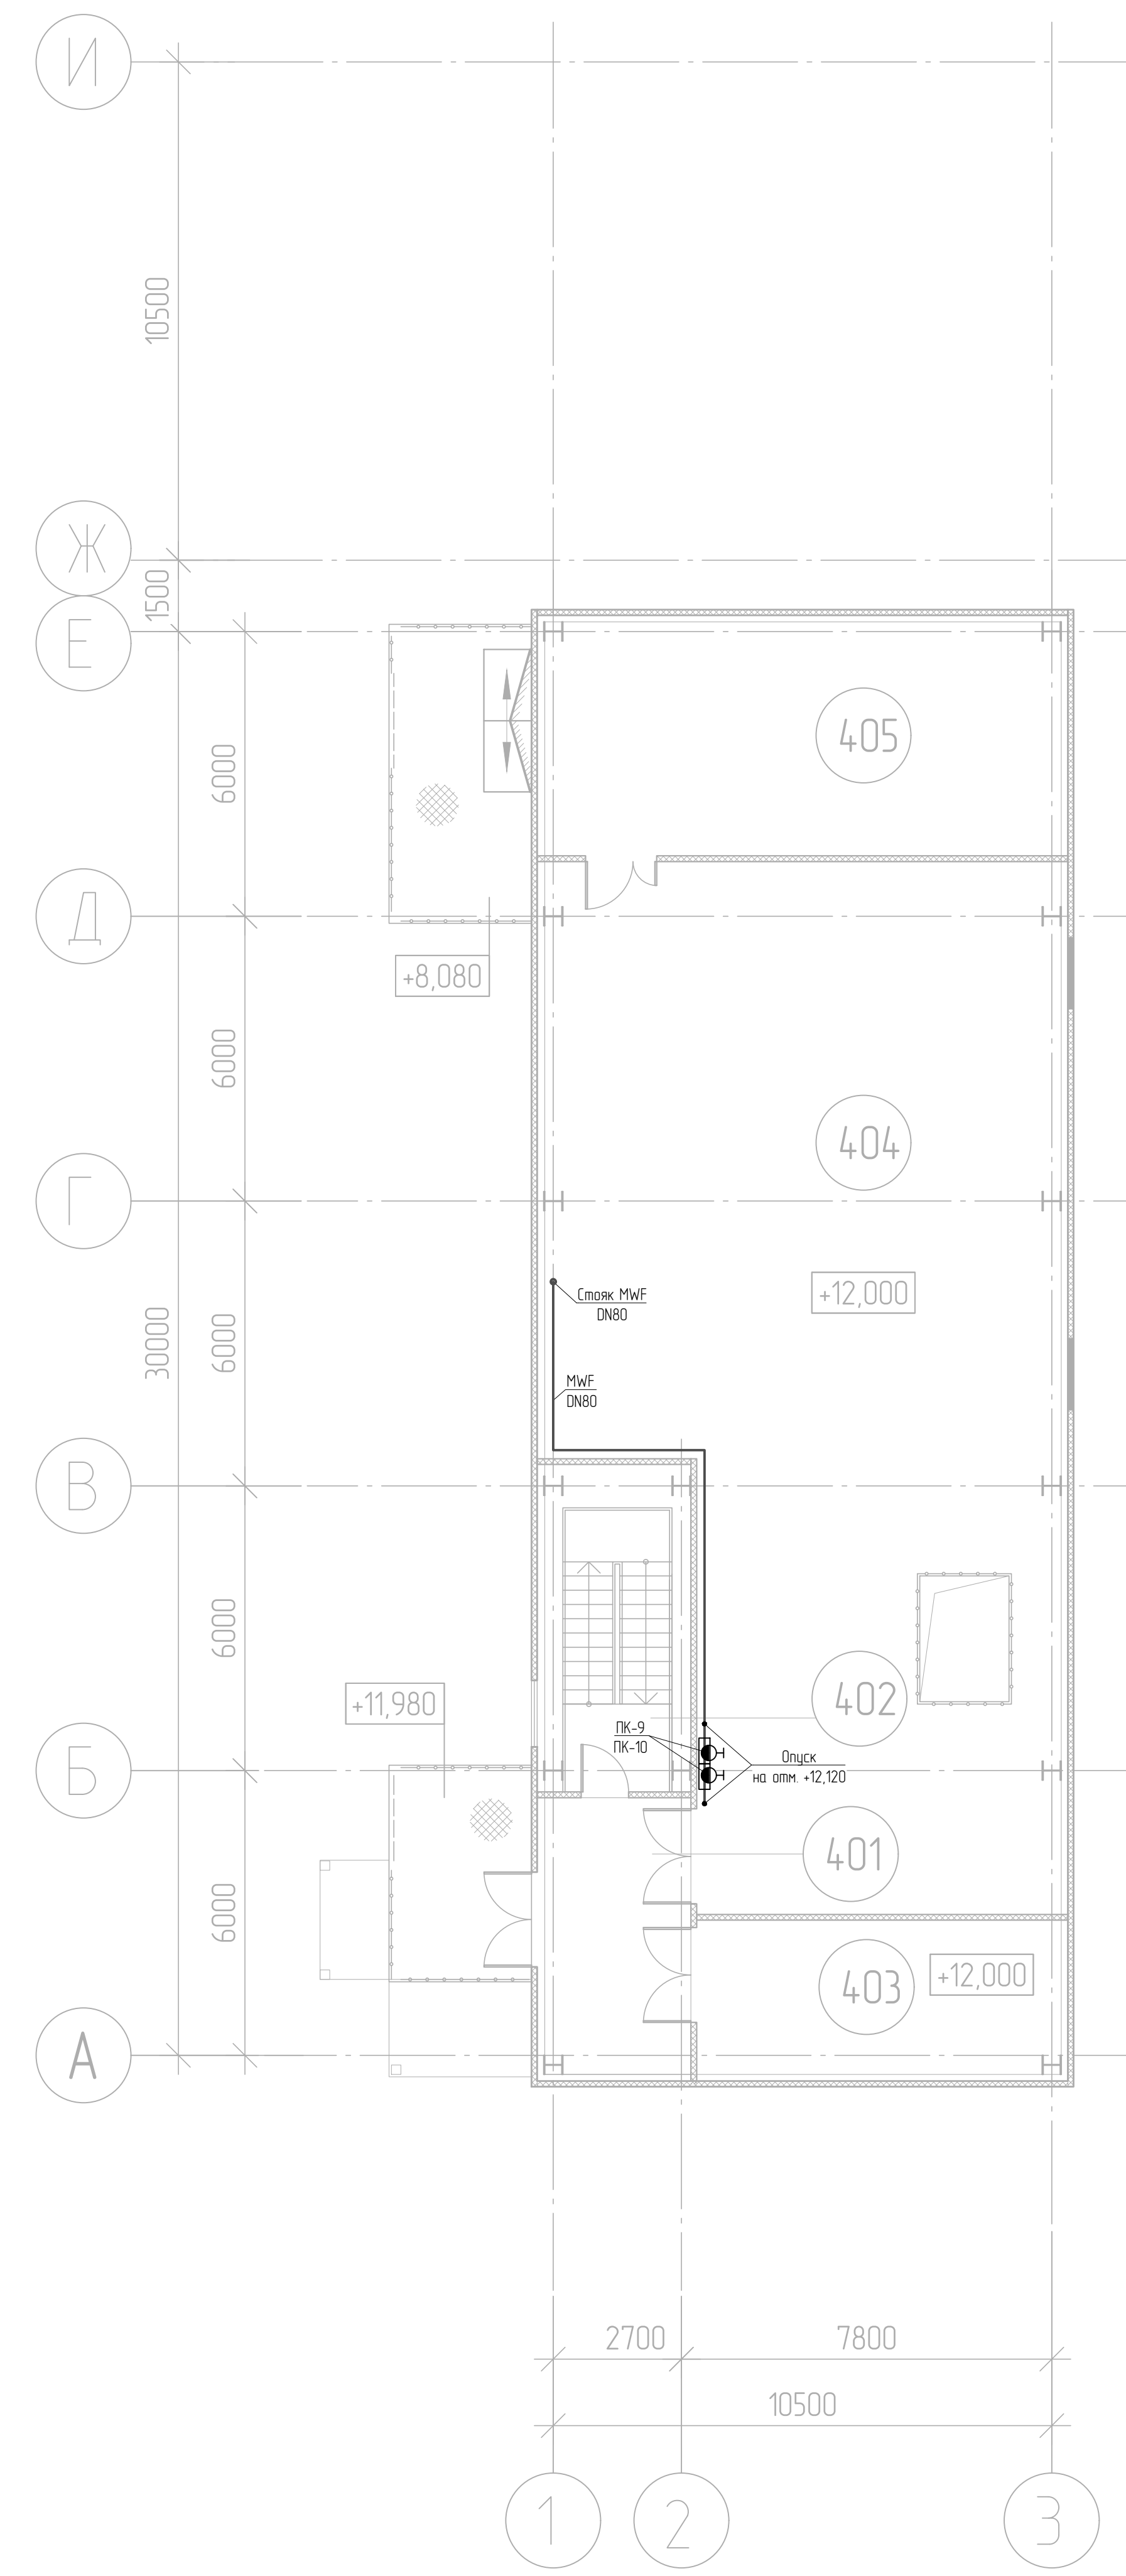 И
10500
Ж
1500
Е
405
6000
Д
+8,080
6000
404
Г
+12,000
Стояк MWF
DN80
30000
6000
MWF
DN80
В
6000
402
+11,980
ПК-9
ПК-10
Опуск
на отм. +12,120
Б
401
6000
403
+12,000
А
2700
7800
10500
1
2
3